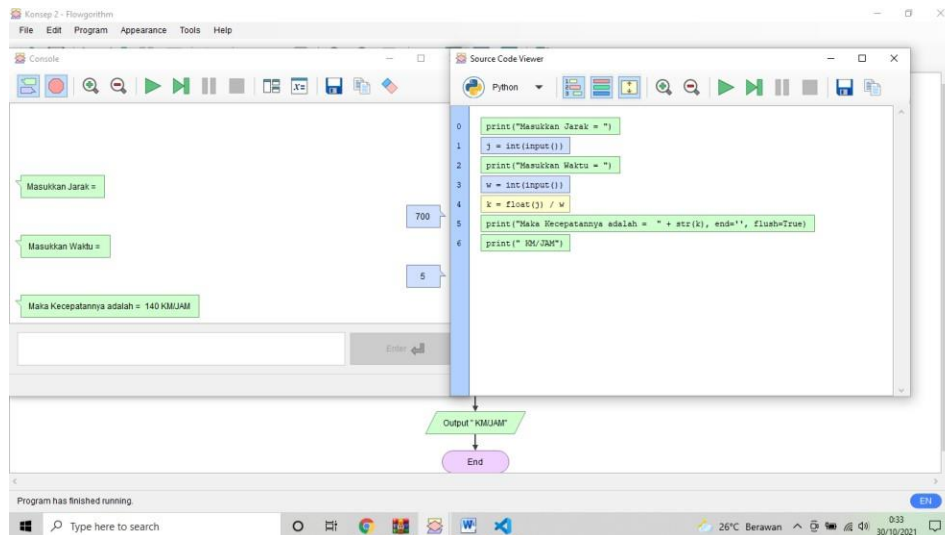 Konsep 2 - Flowgorithm
File Edit Program Appearance Tools Help
Console
Masukkan Jarak =
700
Masukkan Waktu =
5
Maka Kecepatannya adalah = 140 KM/JAM
Enter
Source Code Viewer
Python
0 print("Masukkan Jarak = ")
1 j = int(input())
2 print("Masukkan Waktu = ")
3 w = int(input())
4 k = float(j) / w
5 print("Maka Kecepatannya adalah = " + str(k), end='', flush=True)
6 print(" KM/JAM")
Output " KM/JAM"
End
Program has finished running.
EN
Type here to search
26°C Berawan
0:33
30/10/2021